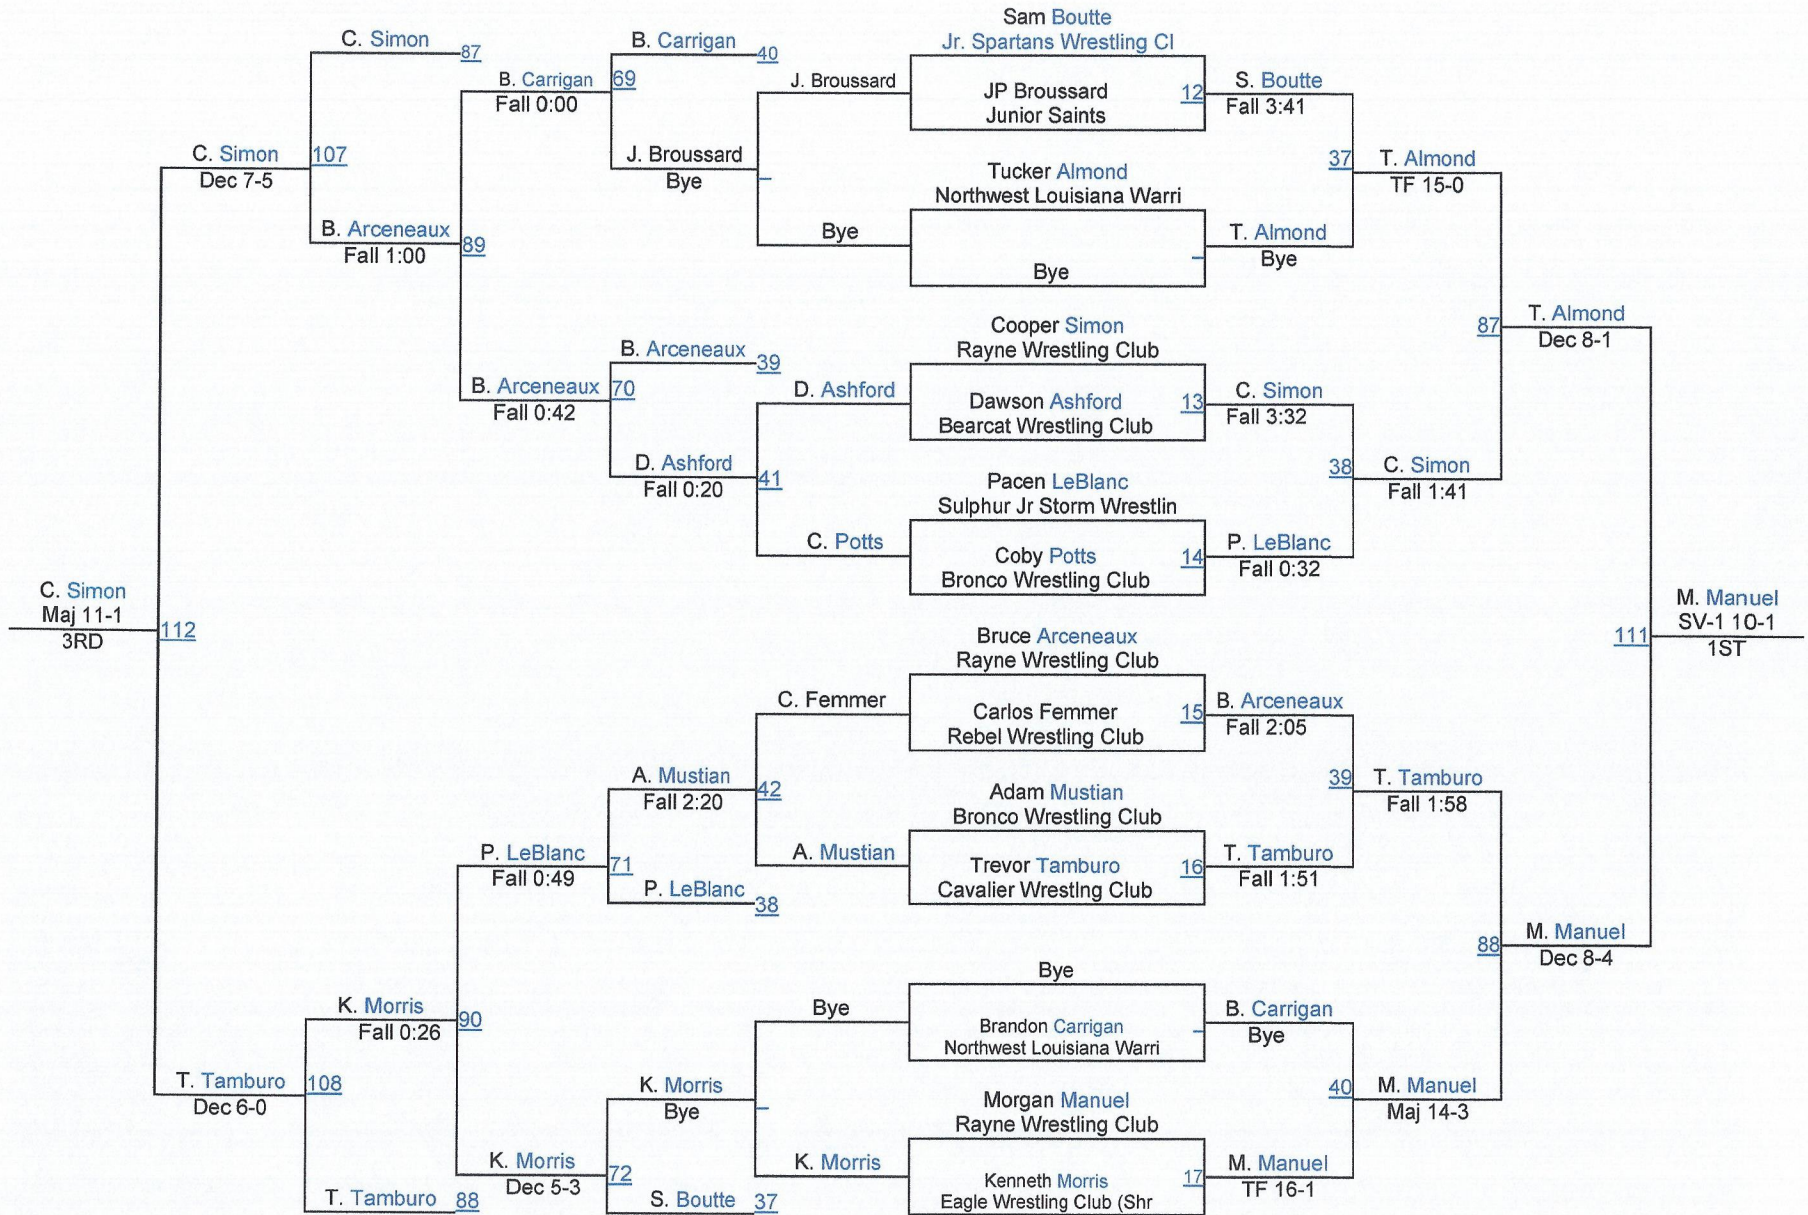 Sam Boutte
Jr. Spartans Wrestling Cl
C. Simon
87
B. Carrigan
40
B. Carrigan
69
Fall 0:00
J. Broussard
JP Broussard
12
Junior Saints
S. Boutte
Fall 3:41
C. Simon
107
Dec 7-5
J. Broussard
Bye
-
Tucker Almond
Northwest Louisiana Warri
37
T. Almond
TF 15-0
B. Arceneaux
89
Fall 1:00
Bye
-
Bye
T. Almond
Bye
Cooper Simon
Rayne Wrestling Club
87
T. Almond
Dec 8-1
B. Arceneaux
39
B. Arceneaux
70
Fall 0:42
D. Ashford
Dawson Ashford
13
Bearcat Wrestling Club
C. Simon
Fall 3:32
D. Ashford
41
Fall 0:20
Pacen LeBlanc
Sulphur Jr Storm Wrestlin
38
C. Simon
Fall 1:41
C. Potts
Coby Potts
14
Bronco Wrestling Club
P. LeBlanc
Fall 0:32
C. Simon
Maj 11-1
3RD
112
Bruce Arceneaux
Rayne Wrestling Club
111
M. Manuel
SV-1 10-1
1ST
C. Femmer
Carlos Femmer
15
Rebel Wrestling Club
B. Arceneaux
Fall 2:05
A. Mustian
42
Fall 2:20
Adam Mustian
Bronco Wrestling Club
39
T. Tamburo
Fall 1:58
P. LeBlanc
71
Fall 0:49
A. Mustian
Trevor Tamburo
16
Cavalier Wrestlng Club
T. Tamburo
Fall 1:51
P. LeBlanc
38
88
M. Manuel
Dec 8-4
Bye
K. Morris
90
Fall 0:26
Bye
Brandon Carrigan
-
Northwest Louisiana Warri
B. Carrigan
Bye
T. Tamburo
108
Dec 6-0
K. Morris
Bye
-
Morgan Manuel
Rayne Wrestling Club
40
M. Manuel
Maj 14-3
K. Morris
72
Dec 5-3
K. Morris
Kenneth Morris
17
Eagle Wrestling Club (Shr
M. Manuel
TF 16-1
T. Tamburo
88
S. Boutte
37